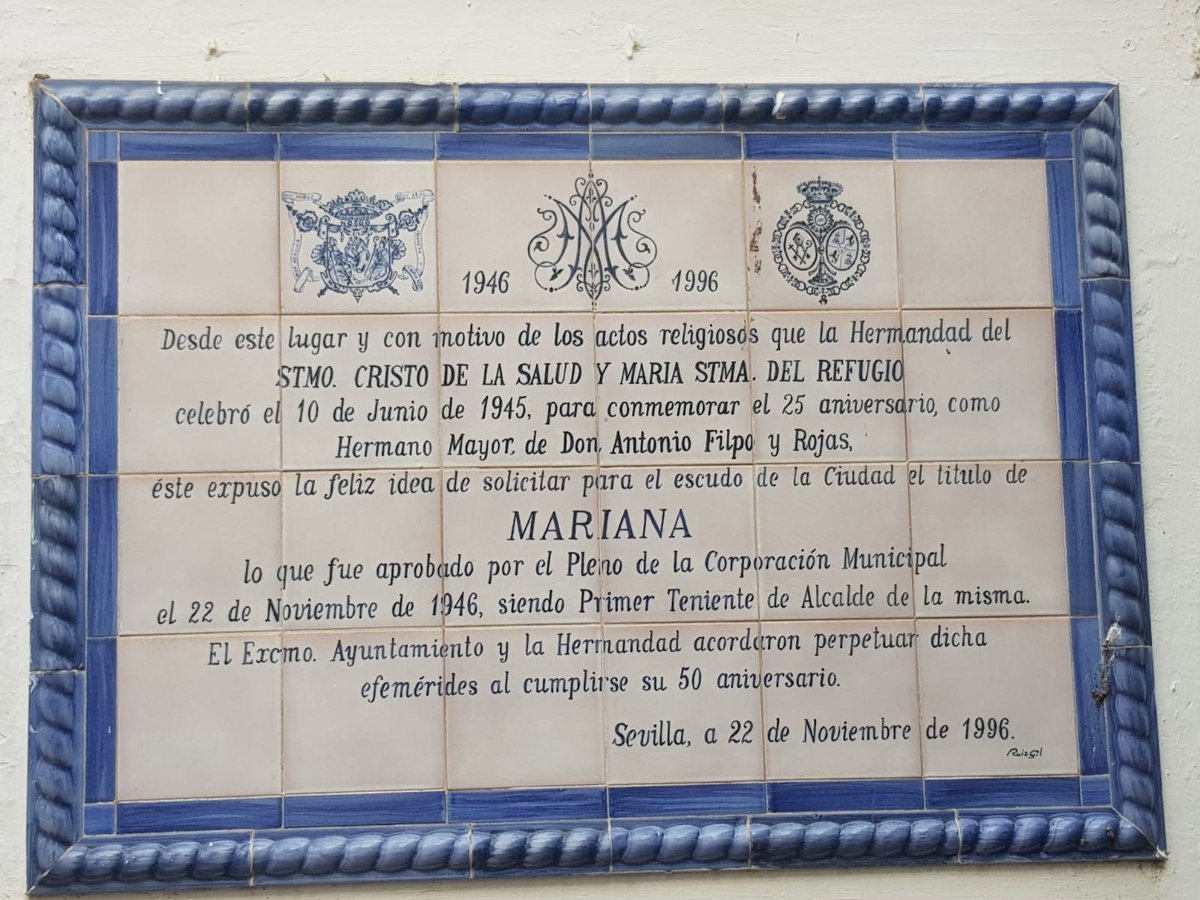 1946 1996
Desde este lugar y con motivo de los actos religiosos que la Hermandad del
STMO. CRISTO DE LA SALUD Y MARIA STMA. DEL REFUGIO
celebró el 10 de Junio de 1945, para conmemorar el 25 aniversario, como
Hermano Mayor, de Don Antonio Filpo y Rojas,
éste expuso la feliz idea de solicitar para el escudo de la Ciudad el titulo de
MARIANA
lo que fue aprobado por el Pleno de la Corporación Municipal
el 22 de Noviembre de 1946, siendo Primer Teniente de Alcalde de la misma.
El Excmo. Ayuntamiento y la Hermandad acordaron perpetuar dicha
efemérides al cumplirse su 50 aniversario.
Sevilla, a 22 de Noviembre de 1996.
Ruiz Gil